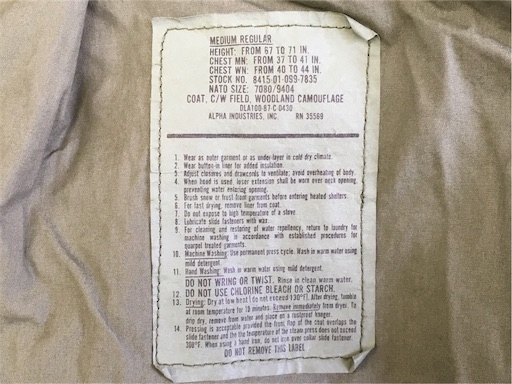 MEDIUM REGULAR
HEIGHT: FROM 67 TO 71 IN.
CHEST MN: FROM 37 TO 41 IN.
CHEST WN: FROM 40 TO 44 IN.
STOCK NO. 8415-01-099-7835
NATO SIZE: 7080/9404
COAT, C/W FIELD, WOODLAND CAMOUFLAGE
DLA100-87-C-0430
ALPHA INDUSTRIES, INC. RN 35569
1. Wear as outer garment or as under-layer in cold dry climate.
2. Wear button-in liner for added insulation.
3. Adjust closures and drawcords to ventilate; avoid overheating of body.
4. When hood is used, laser extension shall be worn over neck opening,
preventing water entering opening.
5. Brush snow or frost from garments before entering heated shelters.
6. For fast drying, remove liner from coat.
7. Do not expose to high temperature of a stove.
8. Lubricate slide fasteners with wax.
9. For cleaning and restoring of water repellency, return to laundry for
machine washing in accordance with established procedures for
quarpel treated garments.
10. Machine Washing: Use permanent press cycle. Wash in warm water using
mild detergent.
11. Hand Washing: Wash in warm water using mild detergent.
DO NOT WRING OR TWIST. Rinse in clean warm water.
12. DO NOT USE CHLORINE BLEACH OR STARCH.
13. Drying: Dry at low heat (do not exceed 130°F). After drying, tumble
at room temperature for 10 minutes. Remove immediately from dryer. To
drip dry, remove from water and place on a rustproof hanger.
14. Pressing is acceptable provided the front flap of the coat overlaps the
slide fastener and the the temperature of the steam press does not exceed
300°F. When using a hand iron, do not use over collar slide fastener.
DO NOT REMOVE THIS LABEL